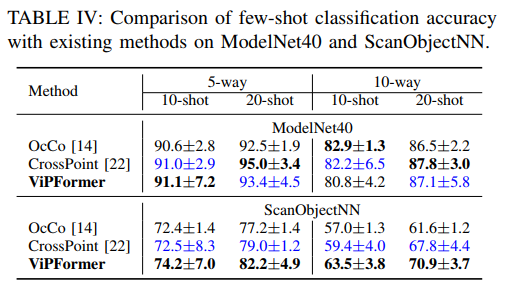 TABLE IV: Comparison of few-shot classification accuracy
with existing methods on ModelNet40 and ScanObjectNN.
Method 5-way 10-way
10-shot 20-shot 10-shot 20-shot
ModelNet40
OcCo [14] 90.6±2.8 92.5±1.9 82.9±1.3 86.5±2.2
CrossPoint [22] 91.0±2.9 95.0±3.4 82.2±6.5 87.8±3.0
ViPFormer 91.1±7.2 93.4±4.5 80.8±4.2 87.1±5.8
ScanObjectNN
OcCo [14] 72.4±1.4 77.2±1.4 57.0±1.3 61.6±1.2
CrossPoint [22] 72.5±8.3 79.0±1.2 59.4±4.0 67.8±4.4
ViPFormer 74.2±7.0 82.2±4.9 63.5±3.8 70.9±3.7